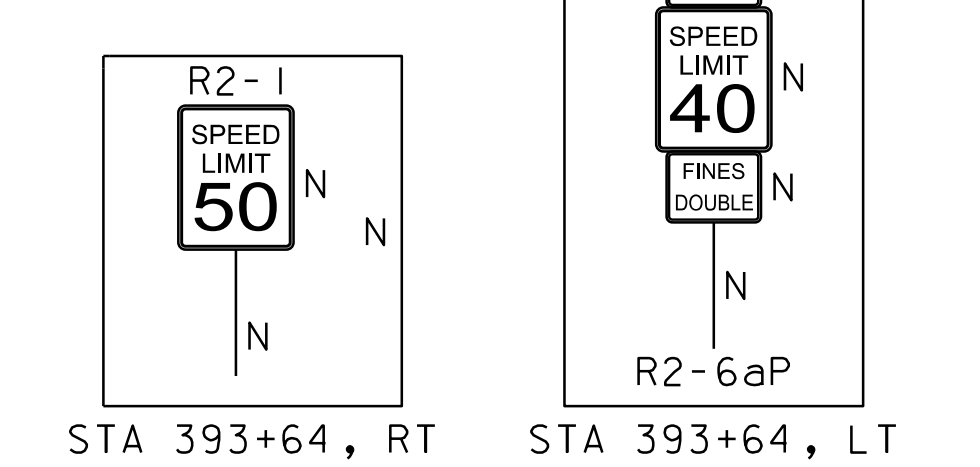 R2-1
SPEED
LIMIT
50
N
N
N
STA 393+64, RT
SPEED
LIMIT
40
N
FINES
DOUBLE
N
N
R2-6aP
STA 393+64, LT